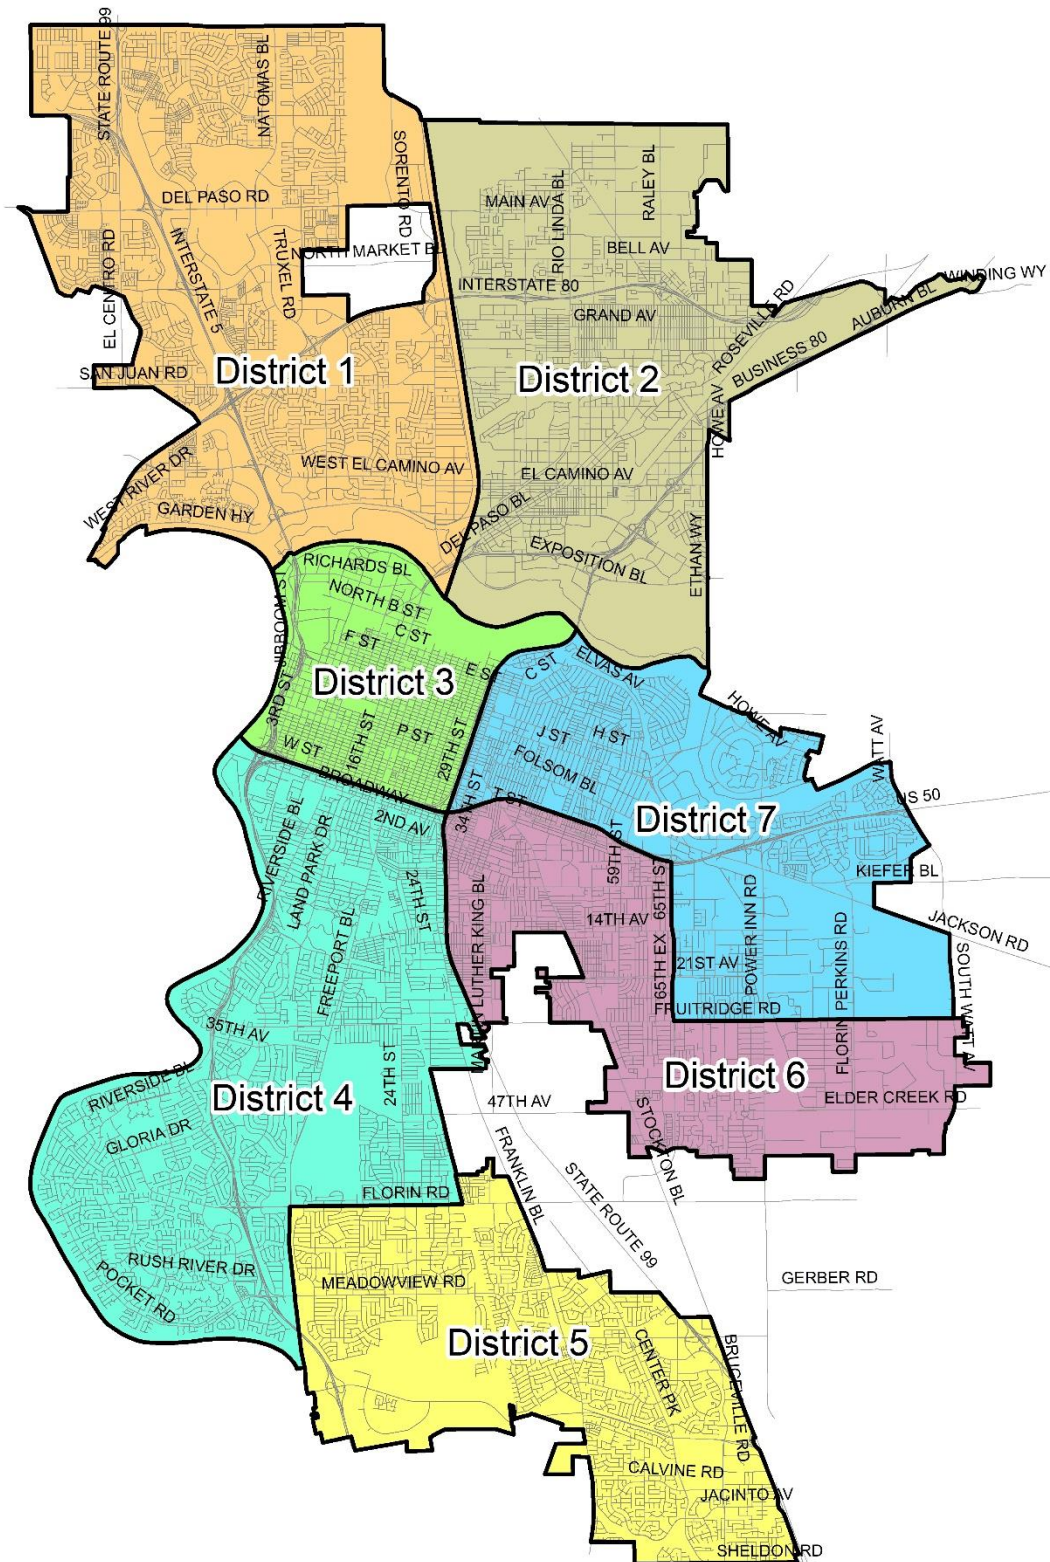 STATE ROUTE 99
NATOMAS BL
SORENTO RD
DEL PASO RD
MAIN AV
RIO LINDA BL
RALEY BL
BELL AV
EL CENTRO RD
INTERSTATE 5
TRUXEL RD
NORTH MARKET BL
INTERSTATE 80
WINDING WY
GRAND AV
ROSEVILLE RD
AUBURN BL
BUSINESS 80
SAN JUAN RD
District 1
District 2
HOWE AV
WEST RIVER DR
WEST EL CAMINO AV
EL CAMINO AV
GARDEN HY
DEL PASO BL
EXPOSITION BL
ETHAN WY
RICHARDS BL
NORTH B ST
JIBBOOM ST
C ST
F ST
E ST
C ST
ELVAS AV
District 3
3RD ST
HOWE AV
16TH ST
P ST
29TH ST
J ST
H ST
WATT AV
W ST
FOLSOM BL
BROADWAY
2ND AV
34TH ST
T ST
59TH ST
District 7
US 50
RIVERSIDE BL
LAND PARK DR
24TH ST
KIEFER BL
FREEPORT BL
MARTIN LUTHER KING BL
14TH AV
65TH ST
65TH EX
POWER INN RD
JACKSON RD
21ST AV
FLORIN PERKINS RD
SOUTH WATT AV
FRUITRIDGE RD
35TH AV
RIVERSIDE BL
District 4
24TH ST
District 6
47TH AV
ELDER CREEK RD
GLORIA DR
FRANKLIN BL
STOCKTON BL
FLORIN RD
STATE ROUTE 99
RUSH RIVER DR
POCKET RD
MEADOWVIEW RD
GERBER RD
District 5
CENTER PK
BRUCEVILLE RD
CALVINE RD
JACINTO AV
SHELDON RD